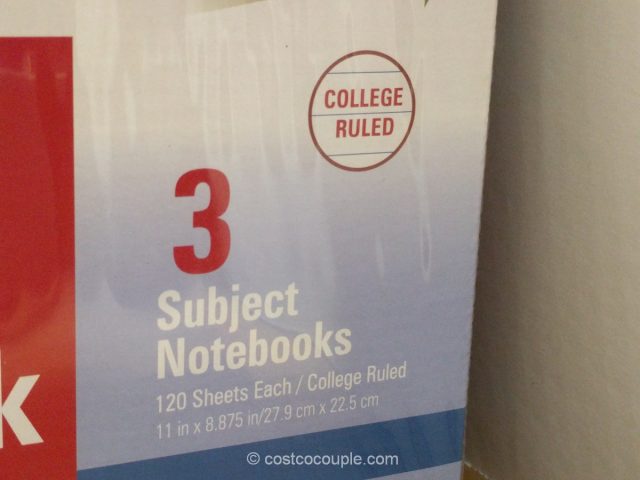 COLLEGE
RULED
3
Subject
Notebooks
120 Sheets Each / College Ruled
11 in x 8.875 in/27.9 cm x 22.5 cm
k
© costcocouple.com